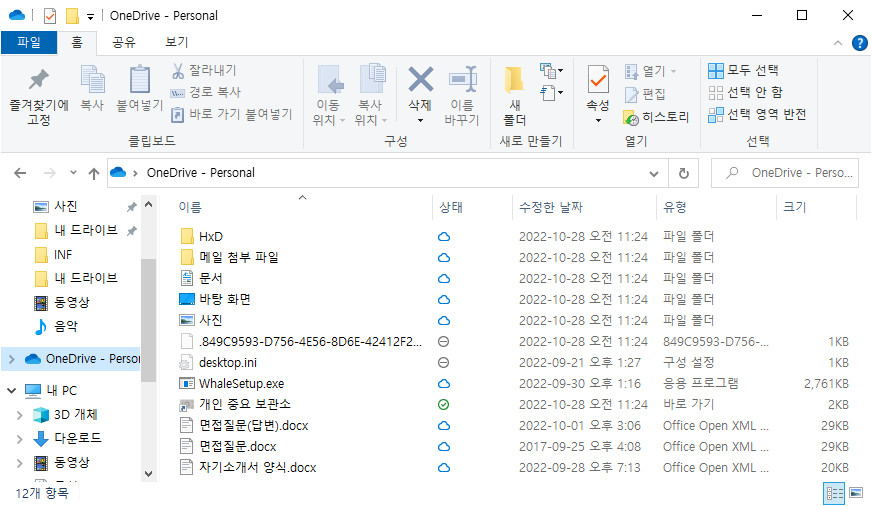 OneDrive - Personal
파일 홈 공유 보기
즐겨찾기에 고정
복사
붙여넣기
잘라내기
경로 복사
바로 가기 붙여넣기
클립보드
이동 위치
복사 위치
삭제
이름 바꾸기
구성
새 폴더
새로 만들기
속성
열기
편집
히스토리
열기
모두 선택
선택 안 함
선택 영역 반전
선택
OneDrive - Personal
OneDrive - Perso...
사진
내 드라이브
INF
내 드라이브
동영상
음악
OneDrive - Person
내 PC
3D 개체
다운로드
동영상
이름 상태 수정한 날짜 유형 크기
HxD 2022-10-28 오전 11:24 파일 폴더
메일 첨부 파일 2022-10-28 오전 11:24 파일 폴더
문서 2022-10-28 오전 11:24 파일 폴더
바탕 화면 2022-10-28 오전 11:24 파일 폴더
사진 2022-10-28 오전 11:24 파일 폴더
.849C9593-D756-4E56-8D6E-42412F2... 2022-10-28 오전 11:24 849C9593-D756-... 1KB
desktop.ini 2022-09-21 오후 1:27 구성 설정 1KB
WhaleSetup.exe 2022-09-30 오후 1:16 응용 프로그램 2,761KB
개인 중요 보관소 2022-10-28 오전 11:24 바로 가기 2KB
면접질문(답변).docx 2022-10-01 오후 3:06 Office Open XML ... 29KB
면접질문.docx 2017-09-25 오후 4:08 Office Open XML ... 29KB
자기소개서 양식.docx 2022-09-28 오후 7:13 Office Open XML ... 20KB
12개 항목